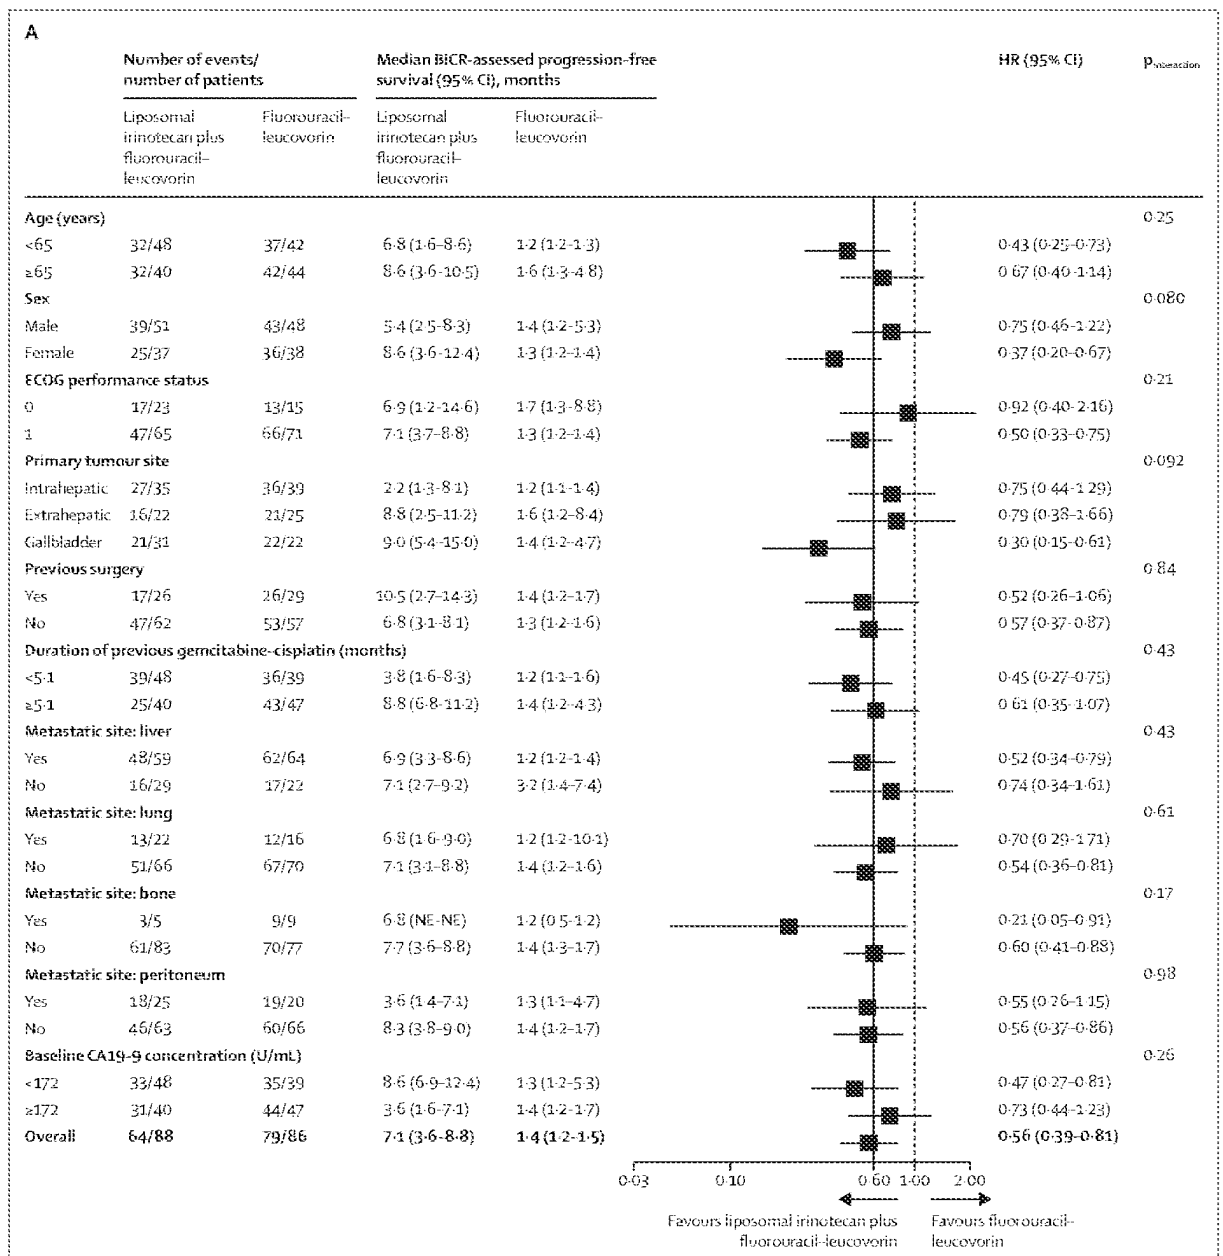 A
Number of events/ number of patients Median BICR-assessed progression-free survival (95% CI), months HR (95% CI) Pinteraction
Liposomal irinotecan plus fluorouracil–leucovorin Fluorouracil–leucovorin Liposomal irinotecan plus fluorouracil–leucovorin Fluorouracil–leucovorin
Age (years) 0·25
<65 32/48 37/42 6·8 (1·6–8·6) 1·2 (1·2–1·3) 0·43 (0·25–0·73)
≥65 32/40 42/44 8·6 (3·6–10·5) 1·6 (1·3–4·8) 0·67 (0·40–1·14)
Sex 0·080
Male 39/51 43/48 5·4 (2·5–8·3) 1·4 (1·2–5·3) 0·75 (0·46–1·22)
Female 25/37 36/38 8·6 (3·6–12·4) 1·3 (1·2–1·4) 0·37 (0·20–0·67)
ECOG performance status 0·21
0 17/23 13/15 6·9 (1·2–14·6) 1·7 (1·3–8·8) 0·92 (0·40–2·16)
1 47/65 66/71 7·1 (3·7–8·8) 1·3 (1·2–1·4) 0·50 (0·33–0·75)
Primary tumour site 0·092
Intrahepatic 27/35 36/39 2·2 (1·3–8·1) 1·2 (1·1–1·4) 0·75 (0·44–1·29)
Extrahepatic 16/22 21/25 8·8 (2·5–11·2) 1·6 (1·2–8·4) 0·79 (0·38–1·66)
Gallbladder 21/31 22/22 9·0 (5·4–15·0) 1·4 (1·2–4·7) 0·30 (0·15–0·61)
Previous surgery 0·84
Yes 17/26 26/29 10·5 (2·7–14·3) 1·4 (1·2–1·7) 0·52 (0·26–1·06)
No 47/62 53/57 6·8 (3·1–8·1) 1·3 (1·2–1·6) 0·57 (0·37–0·87)
Duration of previous gemcitabine-cisplatin (months) 0·43
<5·1 39/48 36/39 3·8 (1·6–8·3) 1·2 (1·1–1·6) 0·45 (0·27–0·75)
≥5·1 25/40 43/47 8·8 (6·8–11·2) 1·4 (1·2–4·3) 0·61 (0·35–1·07)
Metastatic site: liver 0·43
Yes 48/59 62/64 6·9 (3·3–8·6) 1·2 (1·2–1·4) 0·52 (0·34–0·79)
No 16/29 17/22 7·1 (2·7–9·2) 3·2 (1·4–7·4) 0·74 (0·34–1·61)
Metastatic site: lung 0·61
Yes 13/22 12/16 6·8 (1·6–9·0) 1·2 (1·2–10·1) 0·70 (0·29–1·71)
No 51/66 67/70 7·1 (3·1–8·8) 1·4 (1·2–1·6) 0·54 (0·36–0·81)
Metastatic site: bone 0·17
Yes 3/5 9/9 6·8 (NE–NE) 1·2 (0·5–1·2) 0·21 (0·05–0·91)
No 61/83 70/77 7·7 (3·6–8·8) 1·4 (1·3–1·7) 0·60 (0·41–0·88)
Metastatic site: peritoneum 0·98
Yes 18/25 19/20 3·6 (1·4–7·1) 1·3 (1·1–4·7) 0·55 (0·26–1·15)
No 46/63 60/66 8·3 (3·8–9·0) 1·4 (1·2–1·7) 0·56 (0·37–0·86)
Baseline CA19-9 concentration (U/mL) 0·26
<172 33/48 35/39 8·6 (6·9–12·4) 1·3 (1·2–5·3) 0·47 (0·27–0·81)
≥172 31/40 44/47 3·6 (1·6–7·1) 1·4 (1·2–1·7) 0·73 (0·44–1·23)
Overall 64/88 79/86 7·1 (3·6–8·8) 1·4 (1·2–1·5) 0·56 (0·39–0·81)
0·03 0·10 0·60 1·00 2·00
Favours liposomal irinotecan plus fluorouracil–leucovorin Favours fluorouracil–leucovorin